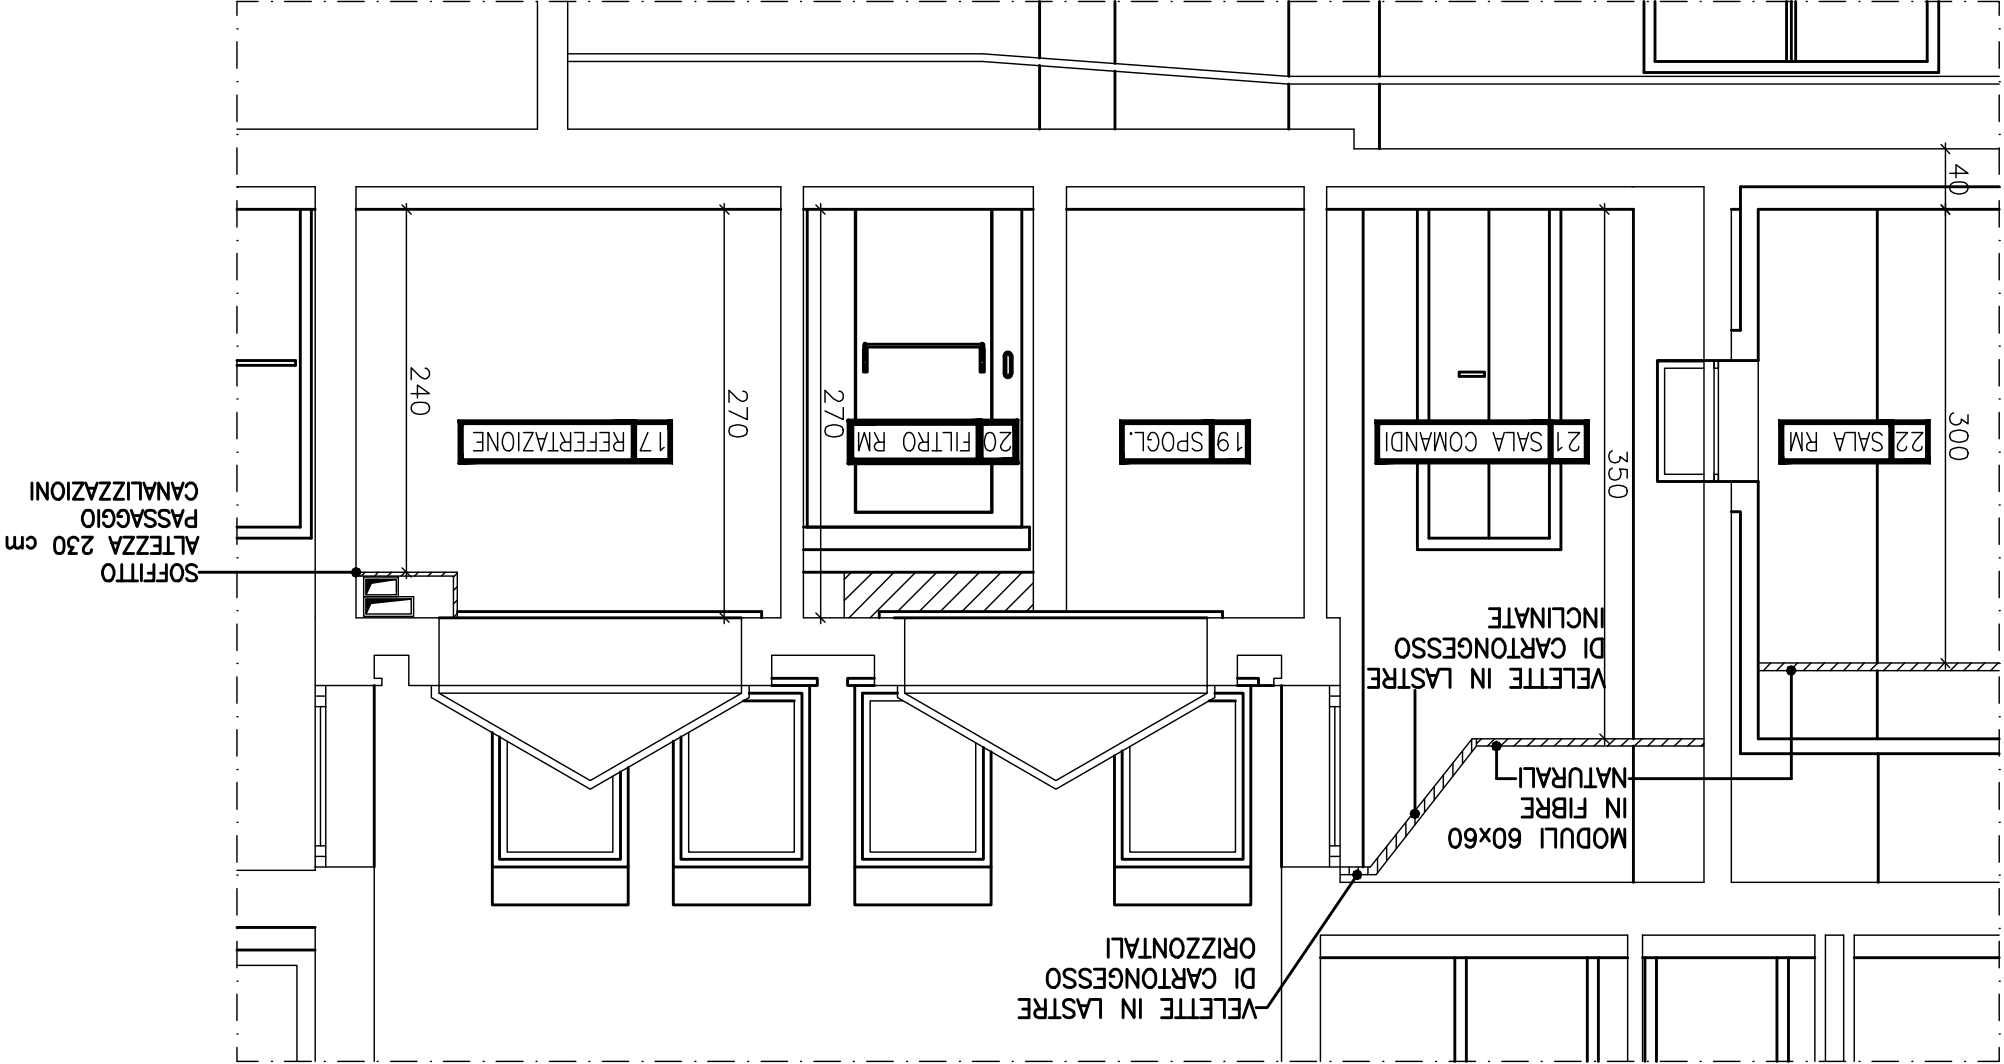 VELETTE IN LASTRE
DI CARTONGESSO
ORIZZONTALI
MODULI 60x60
IN FIBRE
NATURALI
VELETTE IN LASTRE
DI CARTONGESSO
INCLINATE
SOFFITTO
ALTEZZA 230 cm
PASSAGGIO
CANALIZZAZIONI
300
22 SALA RM
350
21 SALA COMANDI
19 SPOGL.
20 FILTRO RM
270
270
17 REFERTAZIONE
240
40